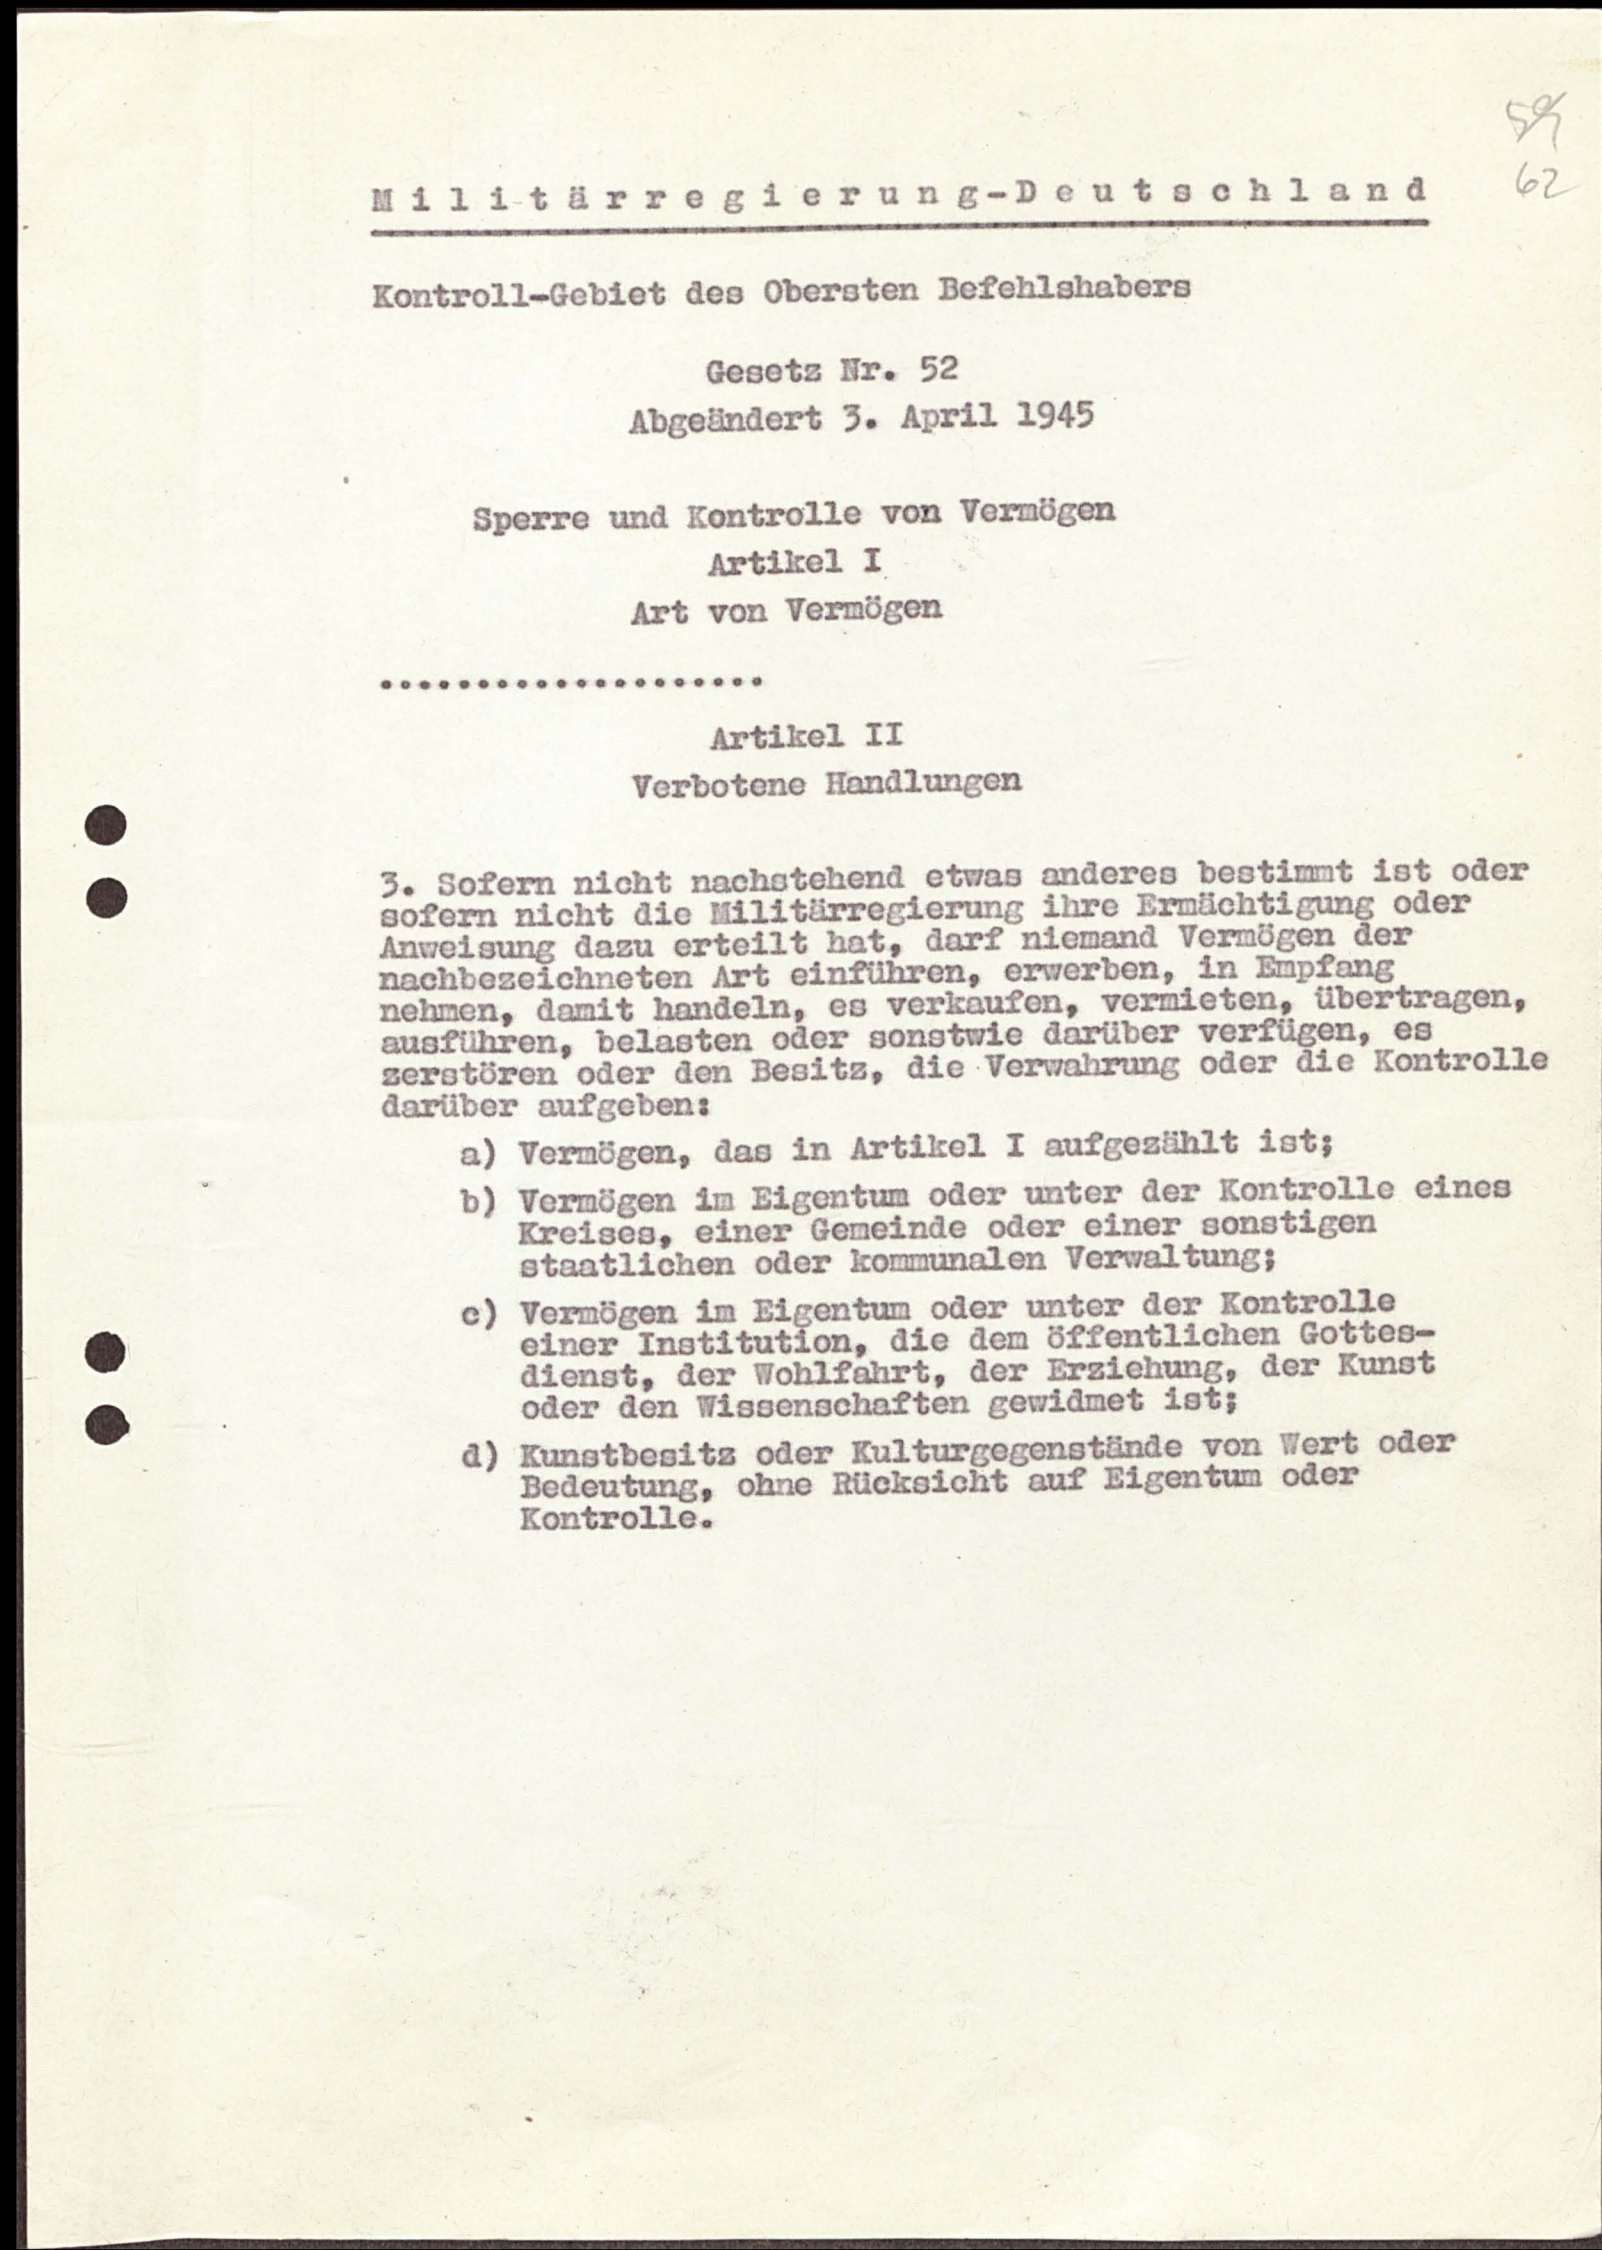 62
Militärregierung-Deutschland
Kontroll-Gebiet des Obersten Befehlshabers
Gesetz Nr. 52
Abgeändert 3. April 1945
Sperre und Kontrolle von Vermögen
Artikel I
Art von Vermögen
....................
Artikel II
Verbotene Handlungen
3. Sofern nicht nachstehend etwas anderes bestimmt ist oder
sofern nicht die Militärregierung ihre Ermächtigung oder
Anweisung dazu erteilt hat, darf niemand Vermögen der
nachbezeichneten Art einführen, erwerben, in Empfang
nehmen, damit handeln, es verkaufen, vermieten, übertragen,
ausführen, belasten oder sonstwie darüber verfügen, es
zerstören oder den Besitz, die Verwahrung oder die Kontrolle
darüber aufgeben:
a) Vermögen, das in Artikel I aufgezählt ist;
b) Vermögen im Eigentum oder unter der Kontrolle eines
Kreises, einer Gemeinde oder einer sonstigen
staatlichen oder kommunalen Verwaltung;
c) Vermögen im Eigentum oder unter der Kontrolle
einer Institution, die dem öffentlichen Gottes-
dienst, der Wohlfahrt, der Erziehung, der Kunst
oder den Wissenschaften gewidmet ist;
d) Kunstbesitz oder Kulturgegenstände von Wert oder
Bedeutung, ohne Rücksicht auf Eigentum oder
Kontrolle.